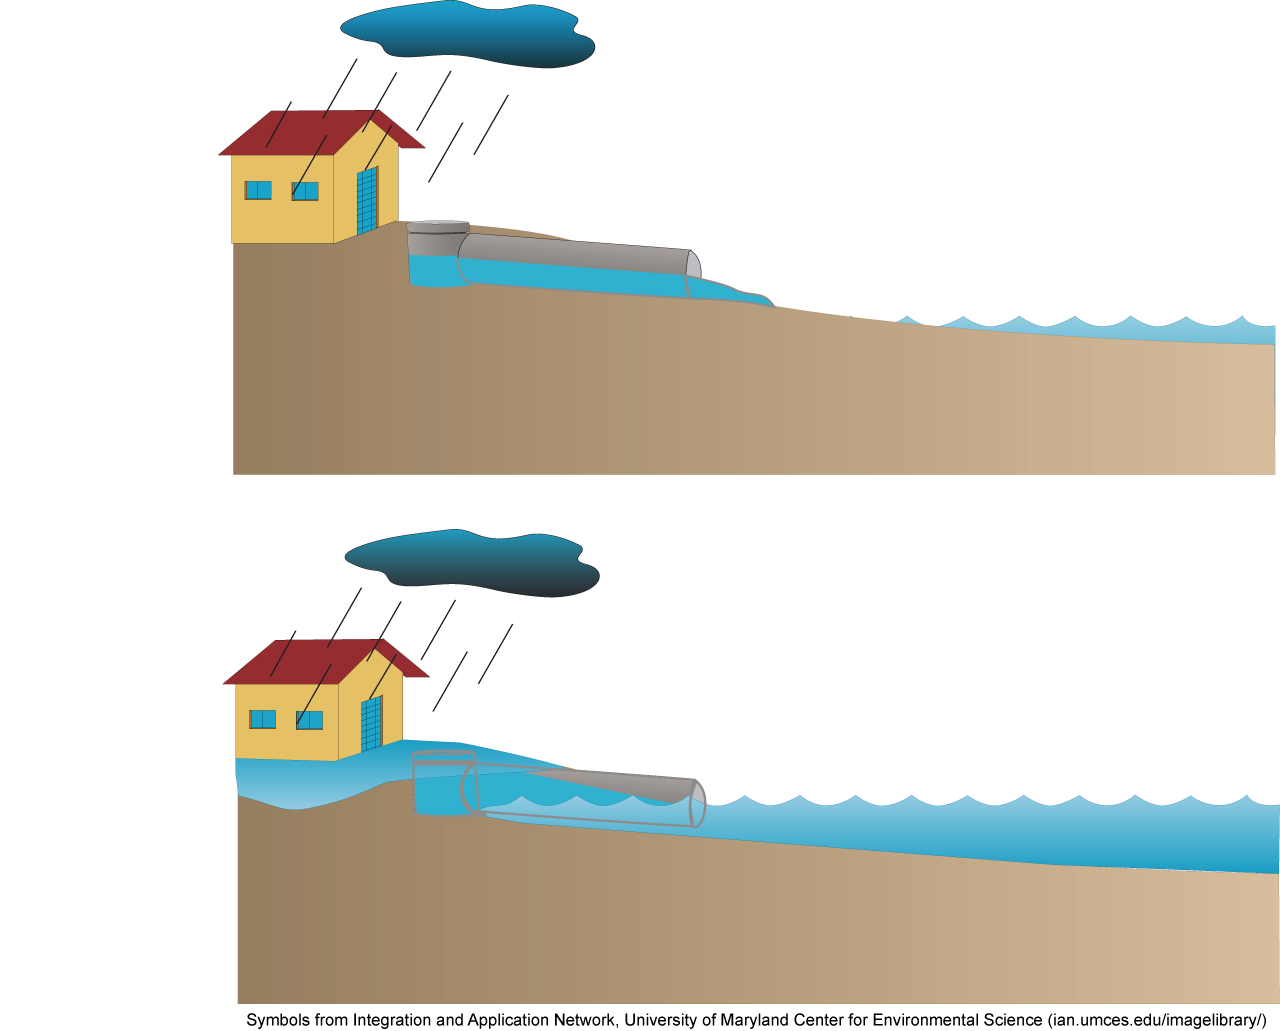 Symbols from Integration and Application Network, University of Maryland Center for Environmental Science (ian.umces.edu/imagelibrary/)